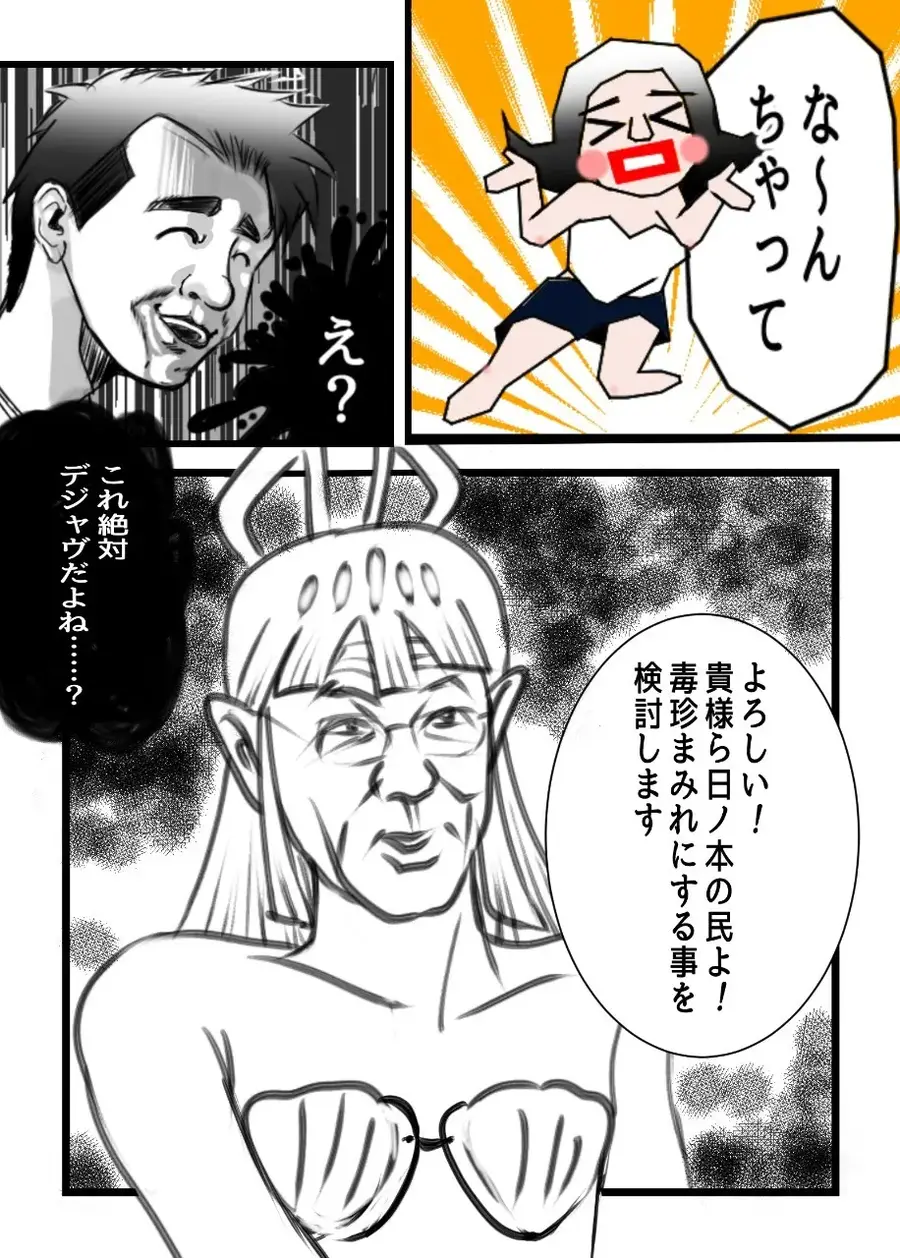 な〜ん
ちゃって
え？
これ絶対
デジャヴだよね……？
よろしい！
貴様ら日ノ本の民よ！
毒珍まみれにする事を
検討します